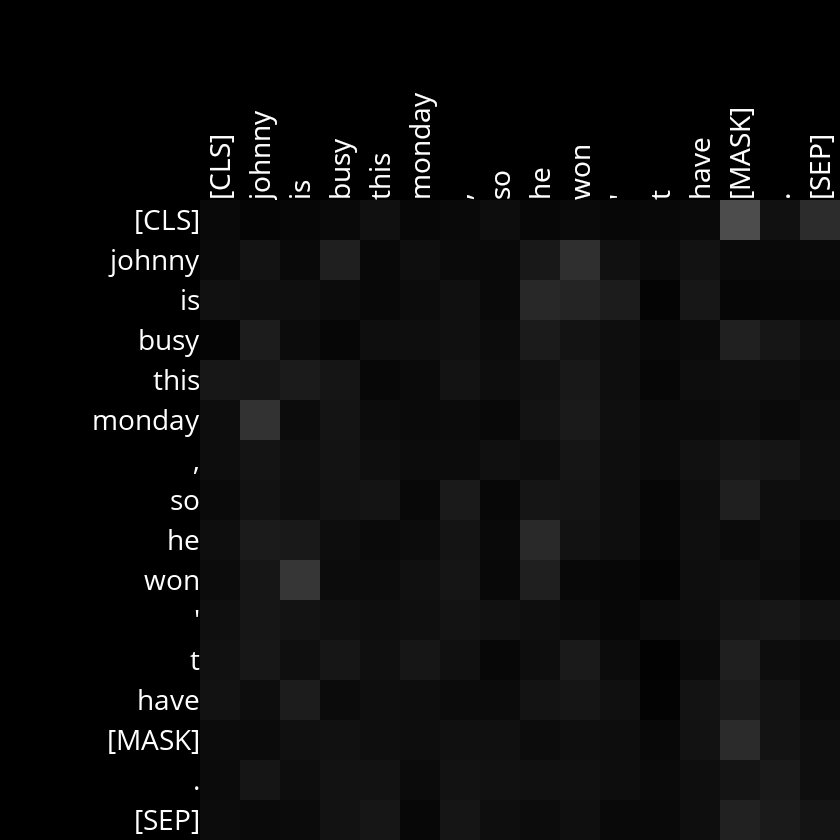 [CLS] johnny is busy this monday , so he won ' t have [MASK] . [SEP]
[CLS]
johnny
is
busy
this
monday
,
so
he
won
'
t
have
[MASK]
.
[SEP]